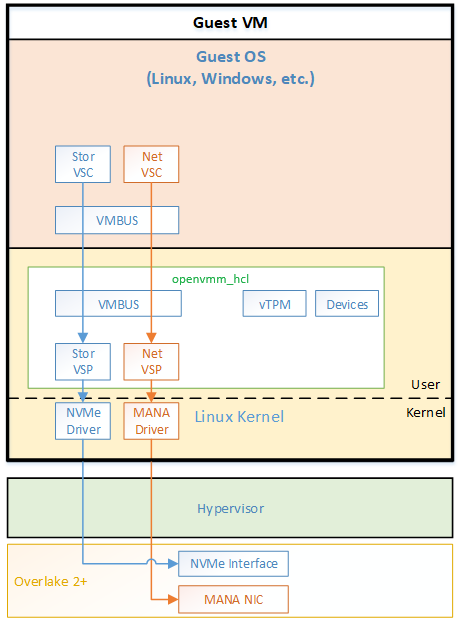 Guest VM
Guest OS
(Linux, Windows, etc.)
Stor
VSC
Net
VSC
VMBUS
openvmm_hcl
VMBUS
vTPM
Devices
Stor
VSP
Net
VSP
User
Kernel
NVMe
Driver
MANA
Driver
Linux Kernel
Hypervisor
NVMe Interface
Overlake 2+
MANA NIC